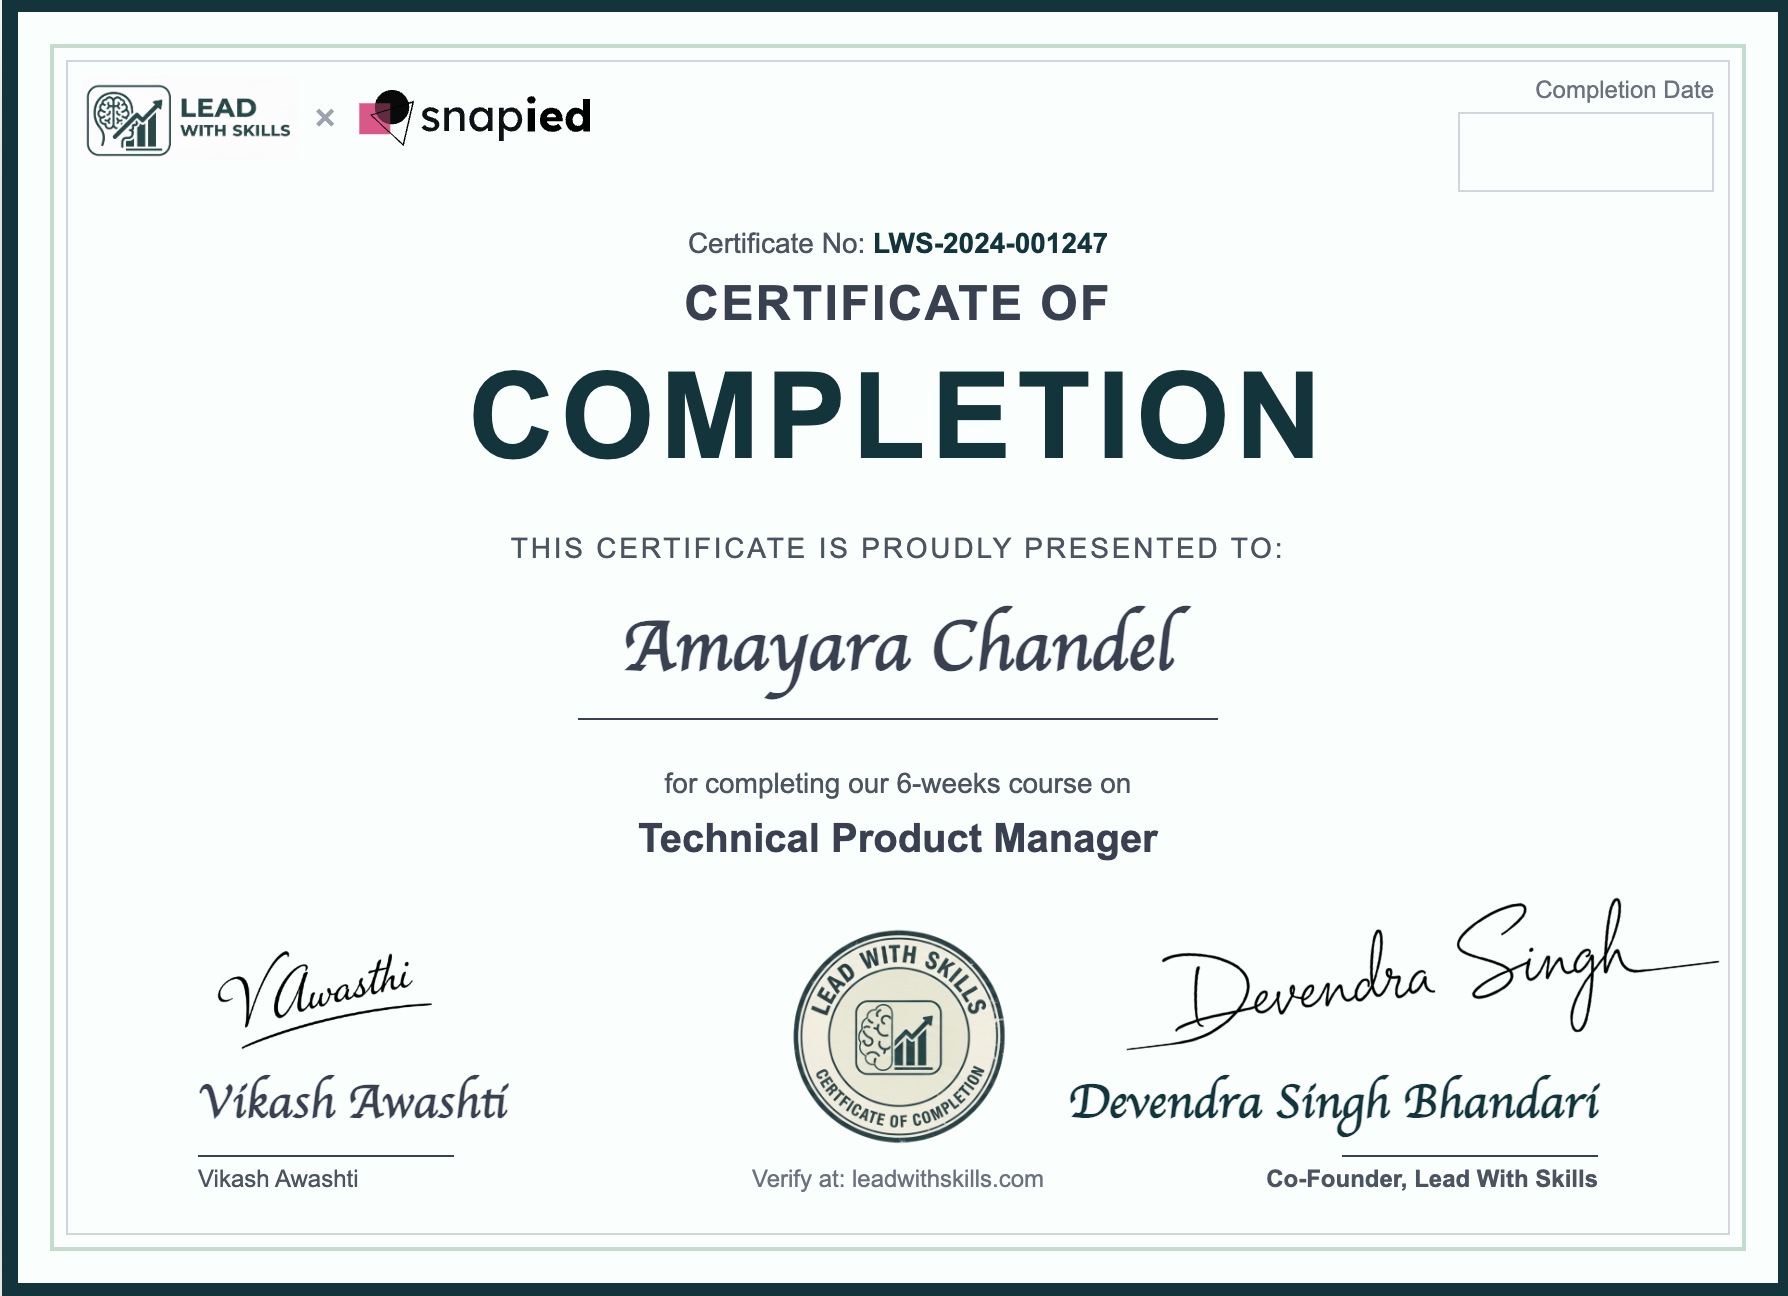 LEAD
WITH SKILLS
×
snapied
Completion Date
Certificate No: LWS-2024-001247
CERTIFICATE OF
COMPLETION
THIS CERTIFICATE IS PROUDLY PRESENTED TO:
Amayara Chandel
for completing our 6-weeks course on
Technical Product Manager
V Awasthi
Vikash Awashti
Vikash Awashti
LEAD WITH SKILLS
CERTFICATE OF COMPLETION
Verify at: leadwithskills.com
Devendra Singh
Devendra Singh Bhandari
Co-Founder, Lead With Skills